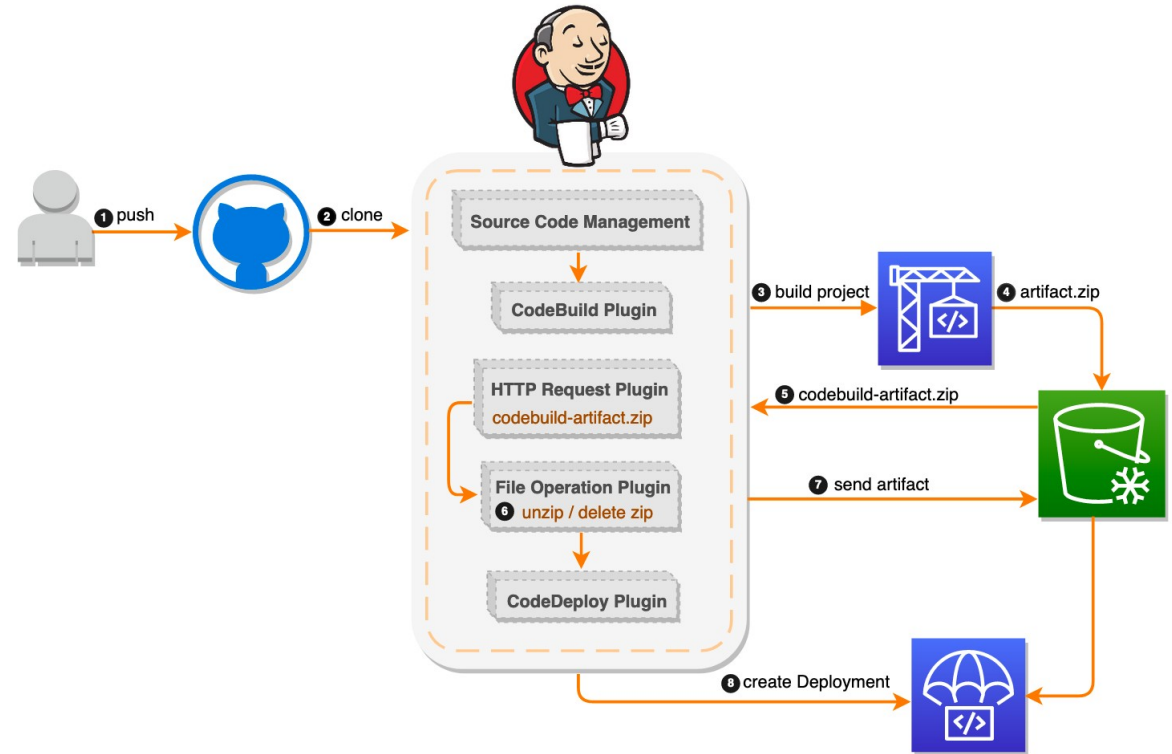 1 push
2 clone
Source Code Management
CodeBuild Plugin
3 build project
4 artifact.zip
HTTP Request Plugin
codebuild-artifact.zip
5 codebuild-artifact.zip
File Operation Plugin
6 unzip / delete zip
7 send artifact
CodeDeploy Plugin
8 create Deployment